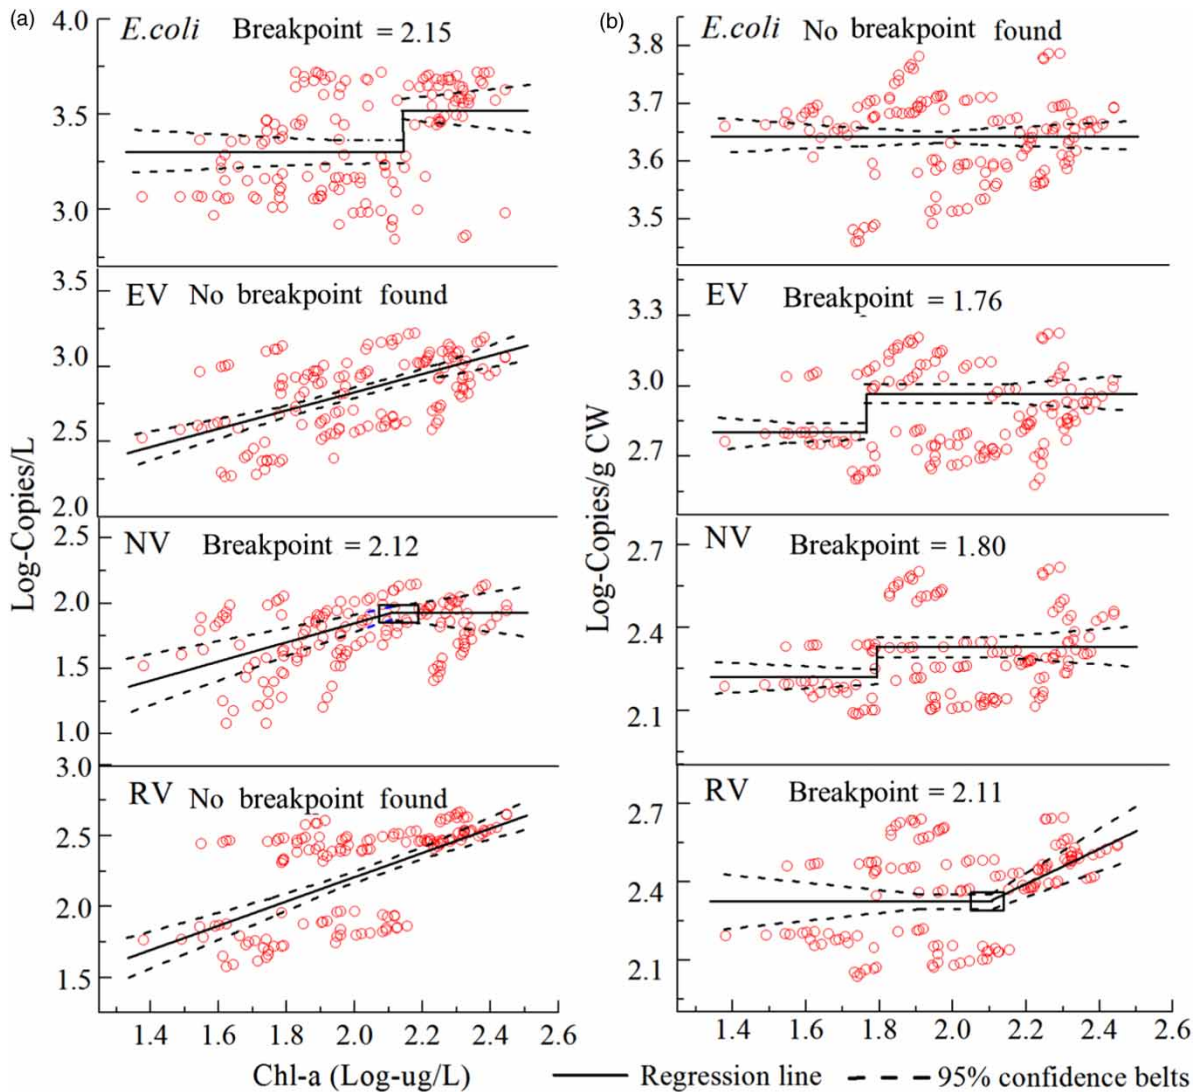 (a)
E.coli Breakpoint = 2.15
4.0
3.5
3.0
EV No breakpoint found
3.5
3.0
2.5
2.0
NV Breakpoint = 2.12
2.5
2.0
1.5
1.0
RV No breakpoint found
3.0
2.5
2.0
1.5
1.4 1.6 1.8 2.0 2.2 2.4 2.6
Log-Copies/L
Chl-a (Log-ug/L)
(b)
E.coli No breakpoint found
3.8
3.7
3.6
3.5
EV Breakpoint = 1.76
3.3
3.0
2.7
NV Breakpoint = 1.80
2.7
2.4
2.1
RV Breakpoint = 2.11
2.7
2.4
2.1
1.4 1.6 1.8 2.0 2.2 2.4 2.6
Log-Copies/g CW
Regression line
95% confidence belts